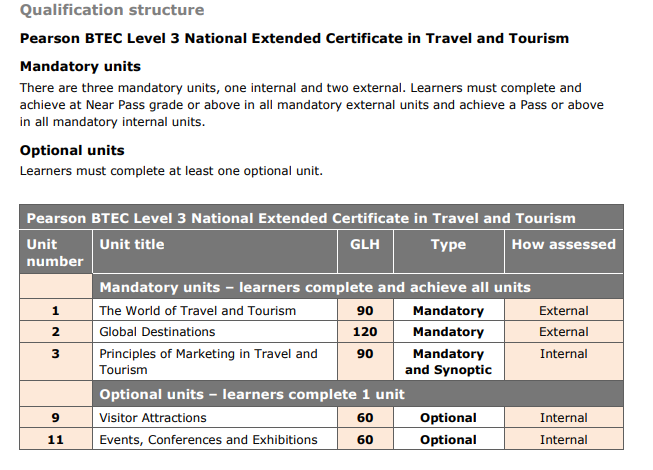 Qualification structure
Pearson BTEC Level 3 National Extended Certificate in Travel and Tourism
Mandatory units
There are three mandatory units, one internal and two external. Learners must complete and
achieve at Near Pass grade or above in all mandatory external units and achieve a Pass or above
in all mandatory internal units.
Optional units
Learners must complete at least one optional unit.
Pearson BTEC Level 3 National Extended Certificate in Travel and Tourism
Unit number Unit title GLH Type How assessed
Mandatory units – learners complete and achieve all units
1 The World of Travel and Tourism 90 Mandatory External
2 Global Destinations 120 Mandatory External
3 Principles of Marketing in Travel and Tourism 90 Mandatory and Synoptic Internal
Optional units – learners complete 1 unit
9 Visitor Attractions 60 Optional Internal
11 Events, Conferences and Exhibitions 60 Optional Internal